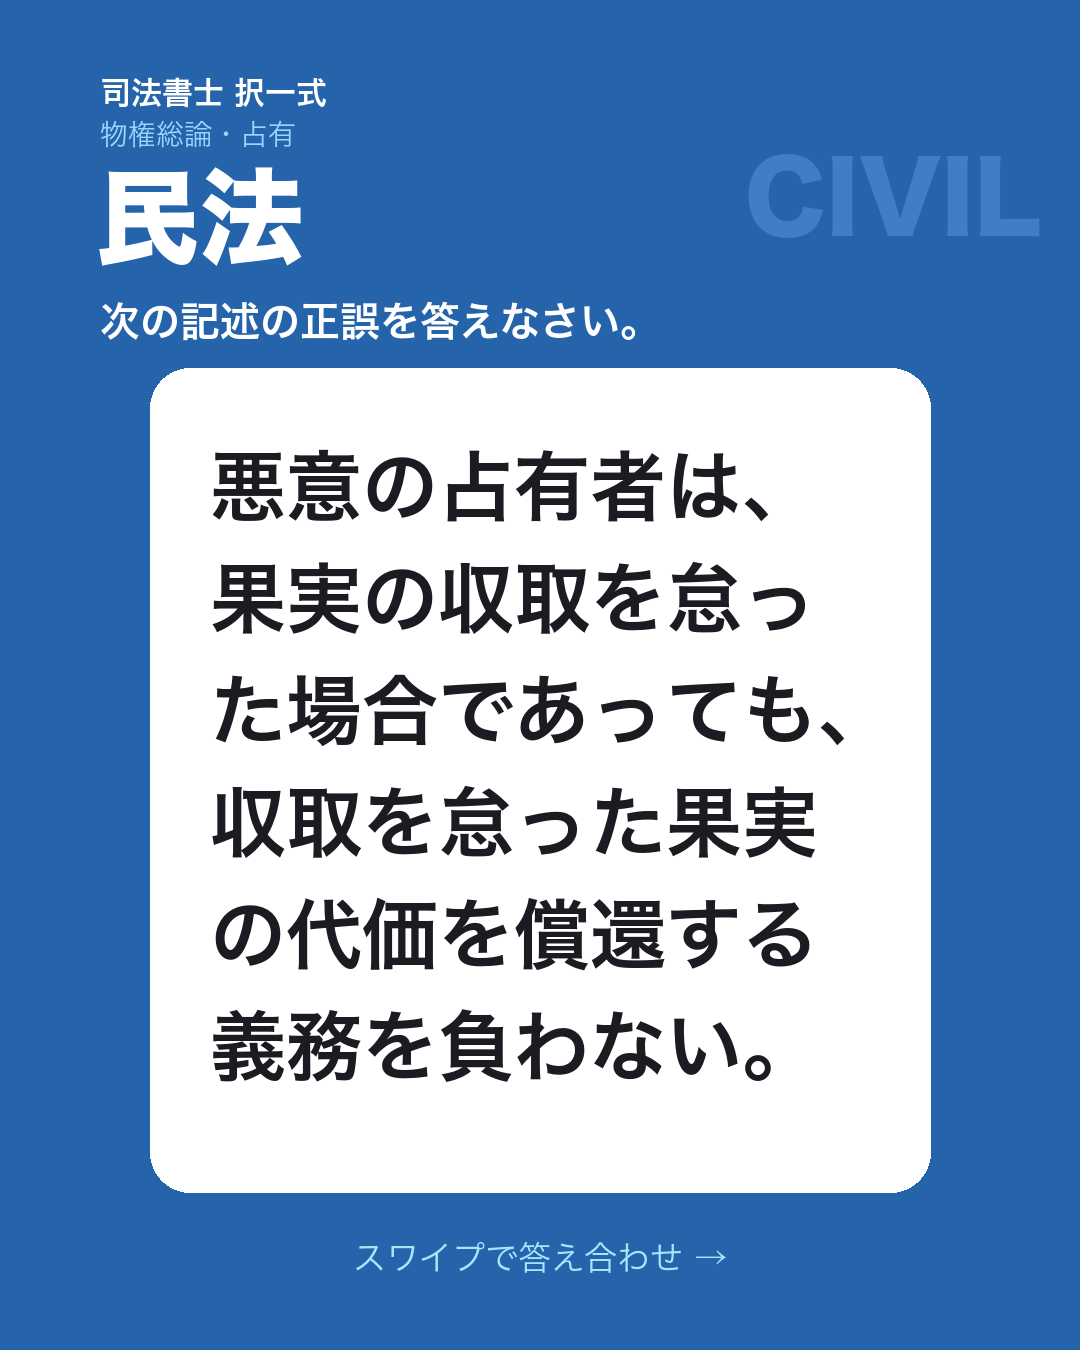 司法書士 択一式
物権総論・占有
民法
CIVIL
次の記述の正誤を答えなさい。
悪意の占有者は、
果実の収取を怠っ
た場合であっても、
収取を怠った果実
の代価を償還する
義務を負わない。
スワイプで答え合わせ →